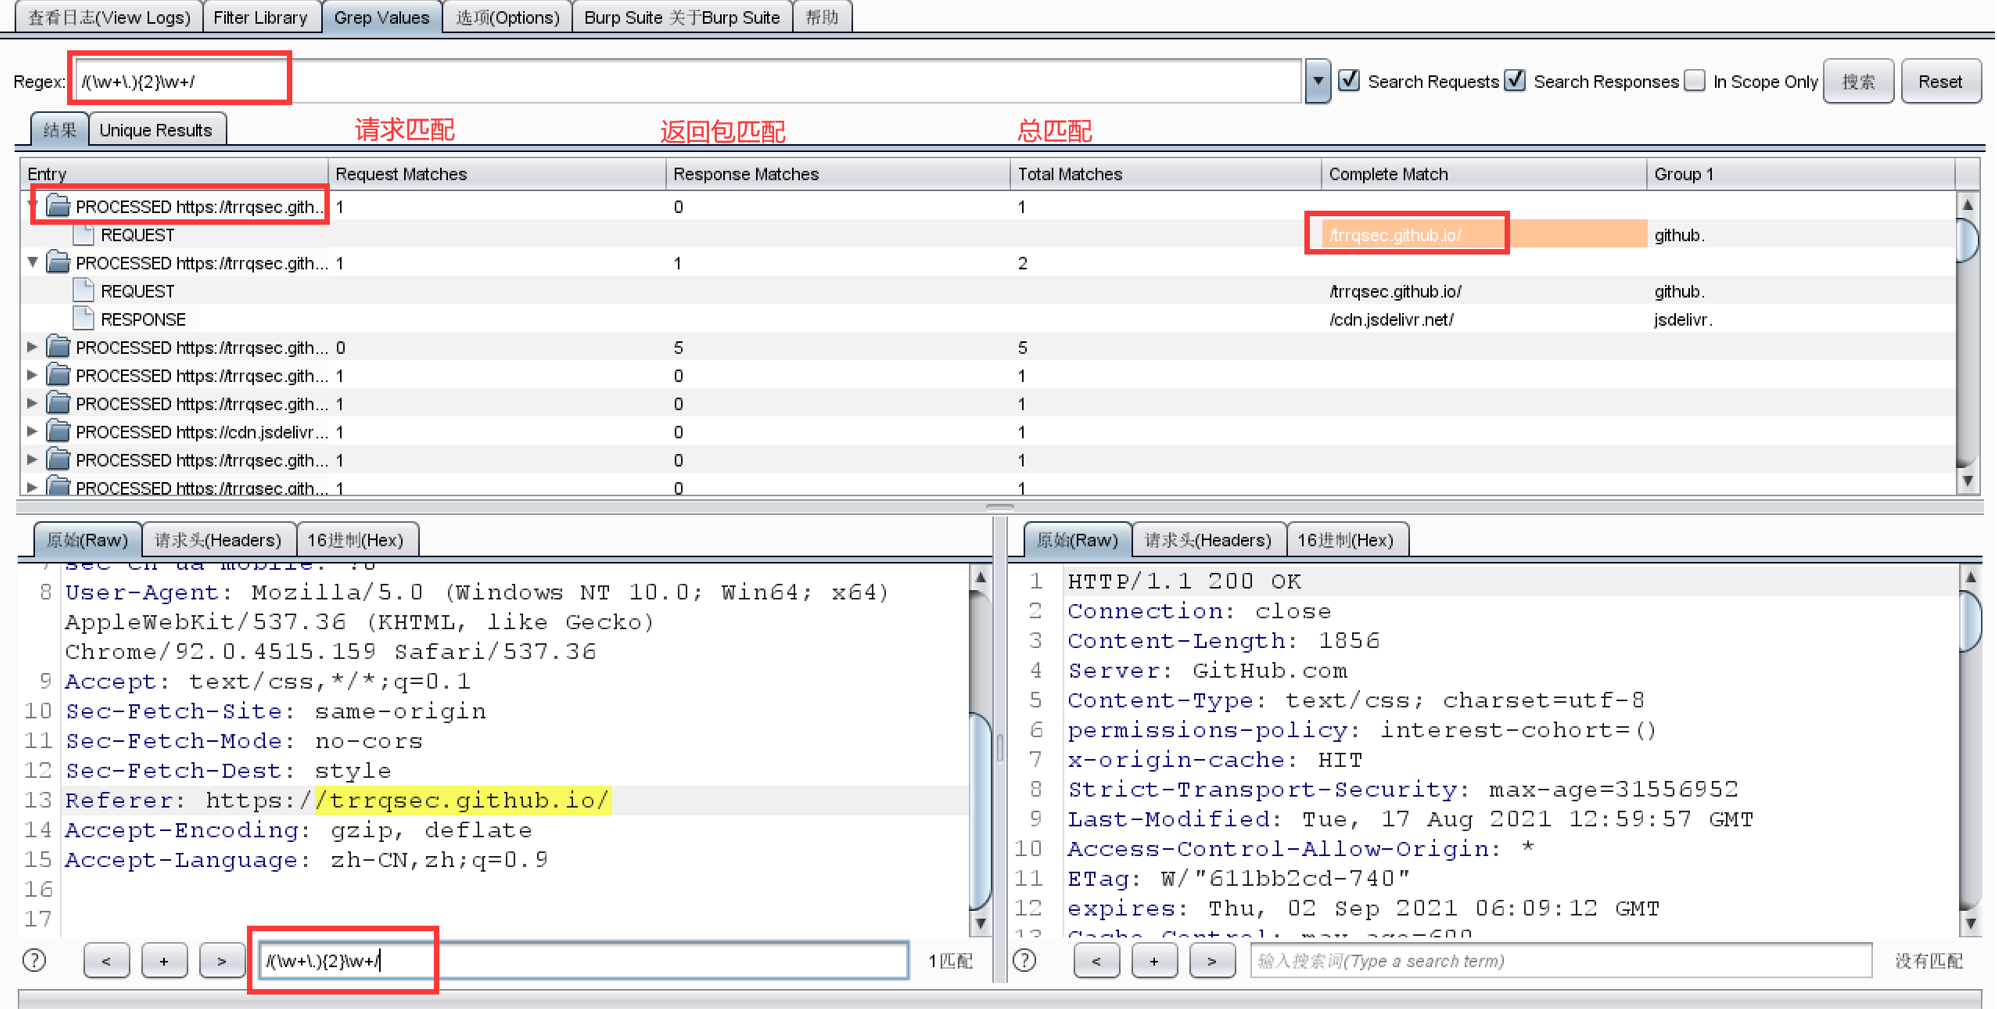 查看日志(View Logs) Filter Library Grep Values 选项(Options) Burp Suite 关于Burp Suite 帮助
Regex: /(\w+\.){2}\w+/ Search Requests Search Responses In Scope Only 搜索 Reset
结果 Unique Results 请求匹配 返回包匹配 总匹配
Entry Request Matches Response Matches Total Matches Complete Match Group 1
PROCESSED https://trrqsec.gith... 1 0 1
REQUEST /trrqsec.github.io/ github.
PROCESSED https://trrqsec.gith... 1 1 2
REQUEST /trrqsec.github.io/ github.
RESPONSE /cdn.jsdelivr.net/ jsdelivr.
PROCESSED https://trrqsec.gith... 0 5 5
PROCESSED https://trrqsec.gith... 1 0 1
PROCESSED https://trrqsec.gith... 1 0 1
PROCESSED https://cdn.jsdelivr... 1 0 1
PROCESSED https://trrqsec.gith... 1 0 1
PROCESSED https://trrqsec.gith... 1 0 1
原始(Raw) 请求头(Headers) 16进制(Hex)
7 sec-ch-ua-mobile: ?0
8 User-Agent: Mozilla/5.0 (Windows NT 10.0; Win64; x64)
AppleWebKit/537.36 (KHTML, like Gecko)
Chrome/92.0.4515.159 Safari/537.36
9 Accept: text/css,*/*;q=0.1
10 Sec-Fetch-Site: same-origin
11 Sec-Fetch-Mode: no-cors
12 Sec-Fetch-Dest: style
13 Referer: https://trrqsec.github.io/
14 Accept-Encoding: gzip, deflate
15 Accept-Language: zh-CN,zh;q=0.9
16
17
? < + > /(\w+\.){2}\w+/ 1匹配
原始(Raw) 请求头(Headers) 16进制(Hex)
1 HTTP/1.1 200 OK
2 Connection: close
3 Content-Length: 1856
4 Server: GitHub.com
5 Content-Type: text/css; charset=utf-8
6 permissions-policy: interest-cohort=()
7 x-origin-cache: HIT
8 Strict-Transport-Security: max-age=31556952
9 Last-Modified: Tue, 17 Aug 2021 12:59:57 GMT
10 Access-Control-Allow-Origin: *
11 ETag: W/"611bb2cd-740"
12 expires: Thu, 02 Sep 2021 06:09:12 GMT
13 Cache-Control: max-age=600
? < + > 输入搜索词(Type a search term) 没有匹配